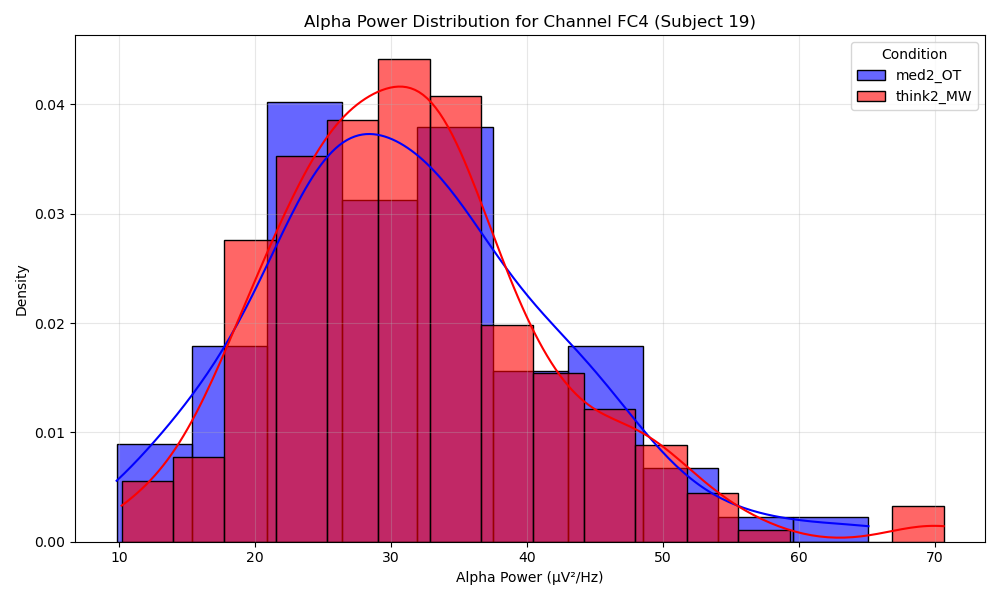 Alpha Power Distribution for Channel FC4 (Subject 19)
Condition
med2_OT
think2_MW
Density
0.04
0.03
0.02
0.01
0.00
10 20 30 40 50 60 70
Alpha Power (μV²/Hz)